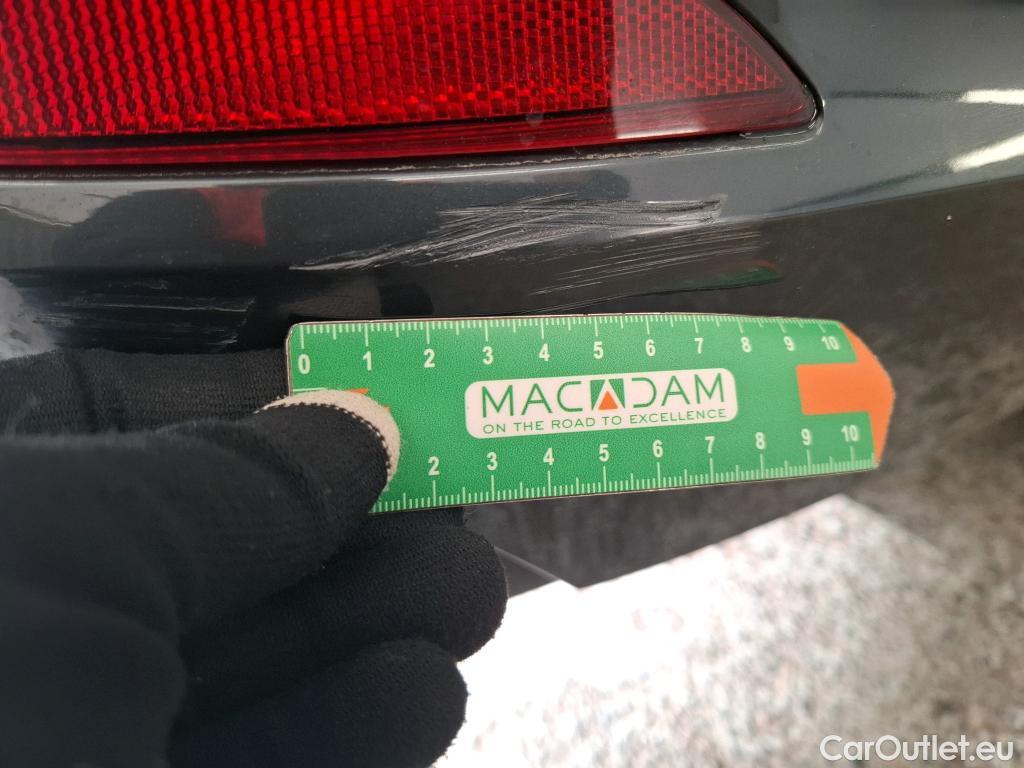 0 1 2 3 4 5 6 7 8 9 10
MACADAM
ON THE ROAD TO EXCELLENCE
2 3 4 5 6 7 8 9 10
CarOutlet.eu